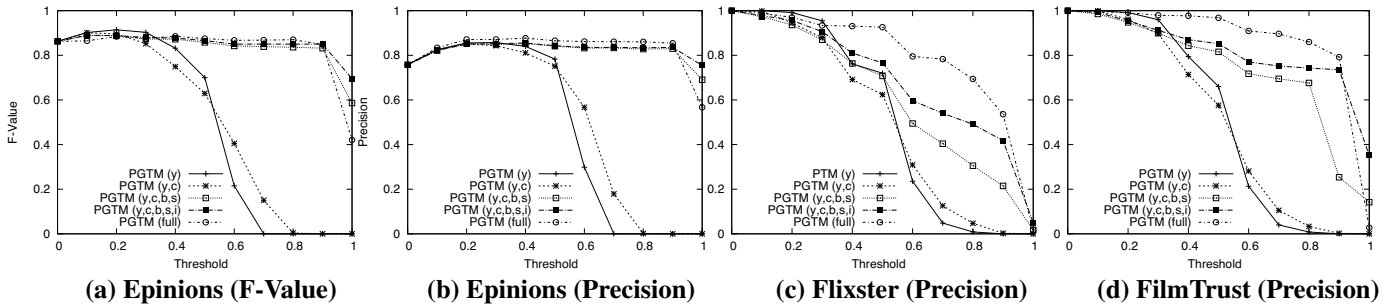 F-Value
1
0.8
0.6
0.4
0.2
0
PGTM (y)
PGTM (y,c)
PGTM (y,c,b,s)
PGTM (y,c,b,s,i)
PGTM (full)
0 0.2 0.4 0.6 0.8 1
Threshold
(a) Epinions (F-Value)
Precision
1
0.8
0.6
0.4
0.2
0
PGTM (y)
PGTM (y,c)
PGTM (y,c,b,s)
PGTM (y,c,b,s,i)
PGTM (full)
0 0.2 0.4 0.6 0.8 1
Threshold
(b) Epinions (Precision)
1
0.8
0.6
0.4
0.2
0
PTM (y)
PGTM (y,c)
PGTM (y,c,b,s)
PGTM (y,c,b,s,i)
PGTM (full)
0 0.2 0.4 0.6 0.8 1
Threshold
(c) Flixster (Precision)
1
0.8
0.6
0.4
0.2
0
PGTM (y)
PGTM (y,c)
PGTM (y,c,b,s)
PGTM (y,c,b,s,i)
PGTM (full)
0 0.2 0.4 0.6 0.8 1
Threshold
(d) FilmTrust (Precision)